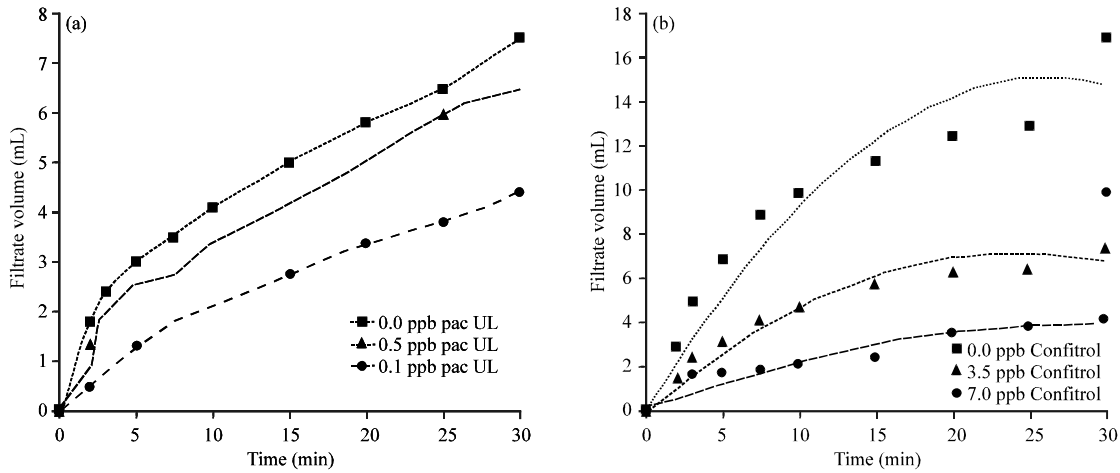 (a)
8
7
6
5
4
3
2
1
0
Filtrate volume (mL)
0 5 10 15 20 25 30
Time (min)
0.0 ppb pac UL
0.5 ppb pac UL
0.1 ppb pac UL
(b)
18
16
14
12
10
8
6
4
2
0
Filtrate volume (mL)
0 5 10 15 20 25 30
Time (min)
0.0 ppb Confitrol
3.5 ppb Confitrol
7.0 ppb Confitrol